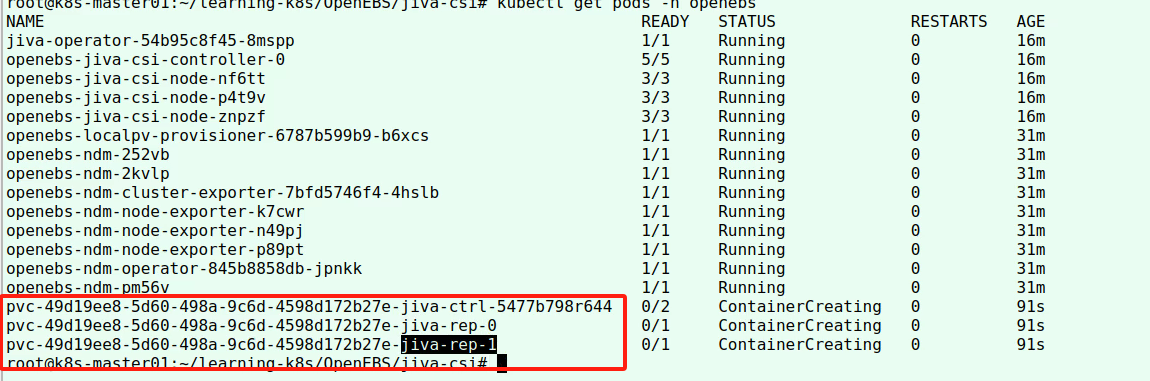 root@k8s-master01:~/learning-k8s/OpenEBS/jiva-csi# kubectl get pods -n openebs
NAME READY STATUS RESTARTS AGE
jiva-operator-54b95c8f45-8mspp 1/1 Running 0 16m
openebs-jiva-csi-controller-0 5/5 Running 0 16m
openebs-jiva-csi-node-nf6tt 3/3 Running 0 16m
openebs-jiva-csi-node-p4t9v 3/3 Running 0 16m
openebs-jiva-csi-node-znpzf 3/3 Running 0 16m
openebs-localpv-provisioner-6787b599b9-b6xcs 1/1 Running 0 31m
openebs-ndm-252vb 1/1 Running 0 31m
openebs-ndm-2kvlp 1/1 Running 0 31m
openebs-ndm-cluster-exporter-7bfd5746f4-4hslb 1/1 Running 0 31m
openebs-ndm-node-exporter-k7cwr 1/1 Running 0 31m
openebs-ndm-node-exporter-n49pj 1/1 Running 0 31m
openebs-ndm-node-exporter-p89pt 1/1 Running 0 31m
openebs-ndm-operator-845b8858db-jpnkk 1/1 Running 0 31m
openebs-ndm-pm56v 1/1 Running 0 31m
pvc-49d19ee8-5d60-498a-9c6d-4598d172b27e-jiva-ctrl-5477b798r644 0/2 ContainerCreating 0 91s
pvc-49d19ee8-5d60-498a-9c6d-4598d172b27e-jiva-rep-0 0/1 ContainerCreating 0 91s
pvc-49d19ee8-5d60-498a-9c6d-4598d172b27e-jiva-rep-1 0/1 ContainerCreating 0 91s
root@k8s-master01:~/learning-k8s/OpenEBS/jiva-csi#